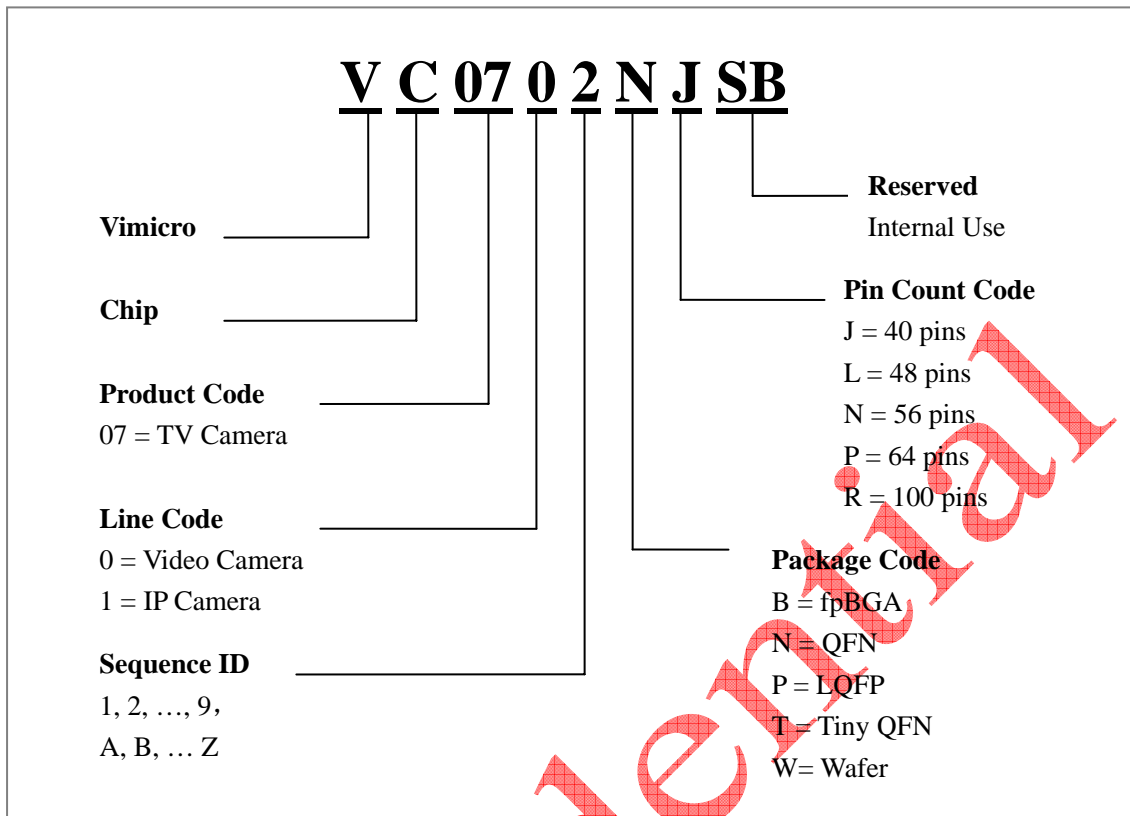 V C 07 0 2 N J SB
Vimicro
Chip
Product Code
07 = TV Camera
Line Code
0 = Video Camera
1 = IP Camera
Sequence ID
1, 2, …, 9，
A, B, … Z
Reserved
Internal Use
Pin Count Code
J = 40 pins
L = 48 pins
N = 56 pins
P = 64 pins
R = 100 pins
Package Code
B = fpBGA
N = QFN
P = LQFP
T = Tiny QFN
W= Wafer
dential